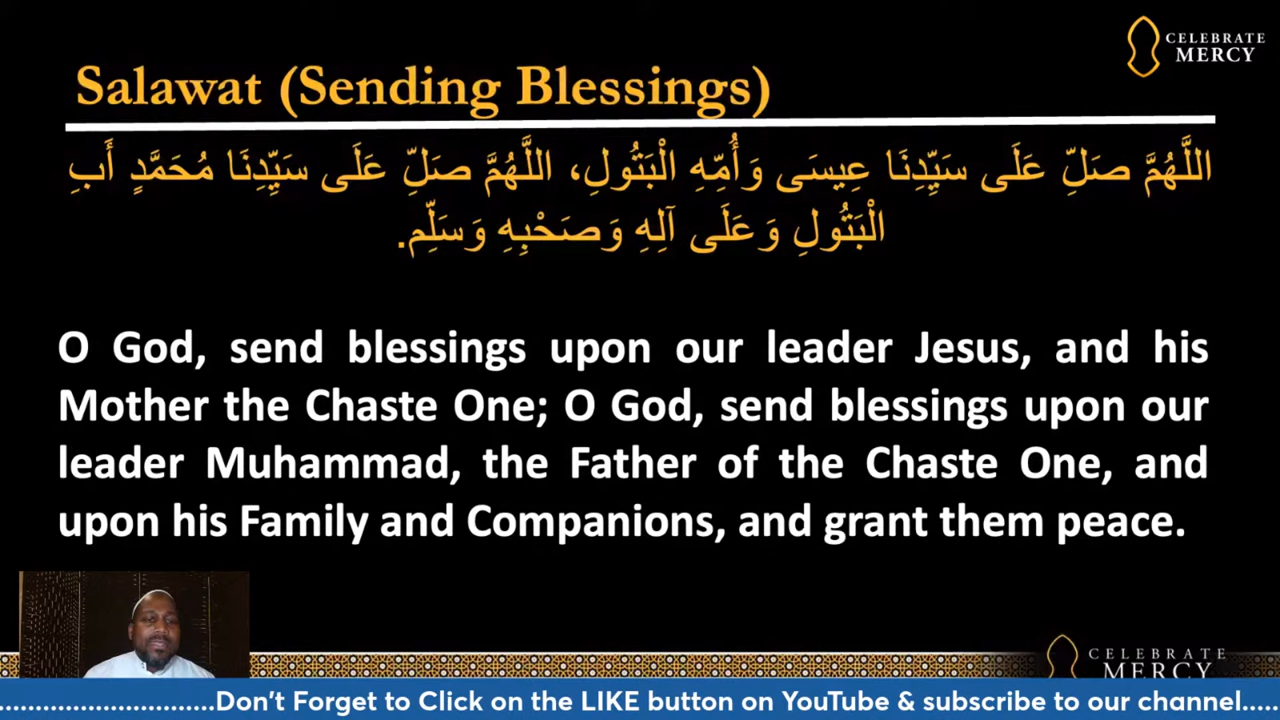 CELEBRATE
MERCY
Salawat (Sending Blessings)
اللَّهُمَّ صَلِّ عَلَى سَيِّدِنَا عِيسَى وَأُمِّهِ الْبَتُولِ، اللَّهُمَّ صَلِّ عَلَى سَيِّدِنَا مُحَمَّدٍ أَبِ
الْبَتُولِ وَعَلَى آلِهِ وَصَحْبِهِ وَسَلِّم.
O God, send blessings upon our leader Jesus, and his
Mother the Chaste One; O God, send blessings upon our
leader Muhammad, the Father of the Chaste One, and
upon his Family and Companions, and grant them peace.
CELEBRATE
MERCY
.................................Don't Forget to Click on the LIKE button on YouTube & subscribe to our channel.....